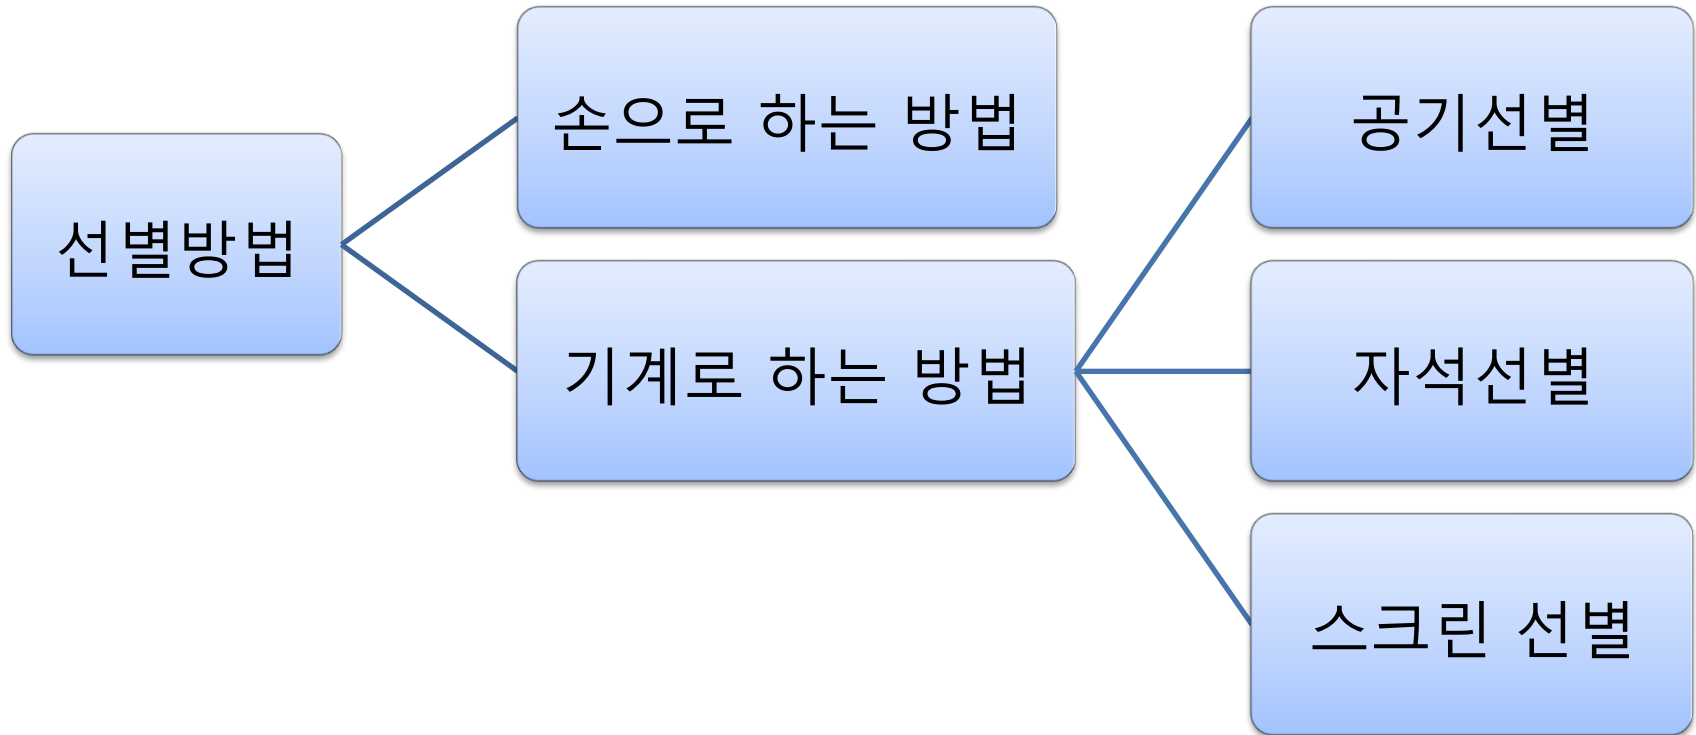 선별방법
손으로 하는 방법
기계로 하는 방법
공기선별
자석선별
스크린 선별